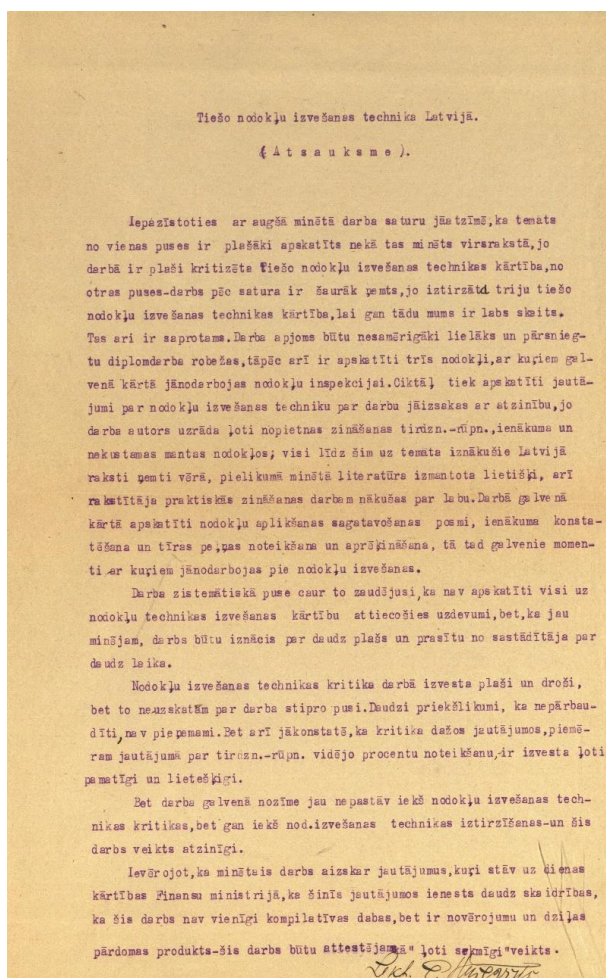 Tiešo nodokļu izvešanas technika Latvijā.
(Atsauksme).
Iepazīstoties ar augšā minētā darba saturu jāatzīmē,ka temats
no vienas puses ir plašāki apskatīts nekā tas minēts virsrakstā,jo
darbā ir plaši kritizēta Tiešo nodokļu izvešanas technikas kārtība,no
otras puses-darbs pēc satura ir šaurāk ņemts,jo iztirzāta triju tiešo
nodokļu izvešanas technikas kārtība,lai gan tādu mums ir labs skaits.
Tas ari ir saprotams.Darba apjoms būtu nesamērīgāki lielāks un pārsnieg-
tu diplomdarba robežas,tāpēc arī ir apskatīti trīs nodokļi,ar kuŗiem gal-
venā kārtā jānodarbojas nodokļu inspekcijai.Ciktāļ tiek apskatīti jautā-
jumi par nodokļu izvešanas techniku par darbu jāizsakas ar atzinību,jo
darba autors uzrāda ļoti nopietnas zināšanas tirdzn.-rūpn.,ienākuma un
nekustamas mantas nodokļos; visi līdz šim uz temata iznākušie Latvijā
raksti ņemti vērā, pielikumā minētā literatūra izmantota lietišķi, arī
rakstītāja praktiskās zināšanas darbam nākušas par labu.Darbā galvenā
kārtā apskatīti nodokļu aplikšanas sagatavošanas posmi, ienākuma konsta-
tēšana un tīras peļņas noteikšana un aprēķināšana, tā tad galvenie momen-
ti ar kuŗiem jānodarbojas pie nodokļu izvešanas.
Darba zistemātiskā puse caur to zaudējusi,ka nav apskatīti visi uz
nodokļu technikas izvešanas kārtību attiecošies uzdevumi,bet,ka jau
minējam, darbs būtu iznācis par daudz plašs un prasītu no sastādītāja par
daudz laika.
Nodokļu izvešanas technikas kritika darbā izvesta plaši un droši,
bet to neuzskatām par darba stipro pusi.Daudzi priekšlikumi, ka nepārbau-
dīti,nav pieņemami.Bet arī jākonstatē,ka kritika dažos jautājumos,piemē-
ram jautājumā par tirdzn.-rūpn. vidējo procentu noteikšanu,ir izvesta ļoti
pamatīgi un lietešķigi.
Bet darba galvenā nozīme jau nepastāv iekš nodokļu izvešanas tech-
nikas kritikas,bet gan iekš nod.izvešanas technikas iztirzīšanas-un šis
darbs veikts atzinīgi.
Ievērojot,ka minētais darbs aizskar jautājumus,kuŗi stāv uz dienas
kārtības Finansu ministrijā,ka šinīs jautājumos ienests daudz skaidrības,
ka šis darbs nav vienīgi kompilatīvas dabas,bet ir novērojumu un dziļas
pārdomas produkts-šis darbs būtu attestējams kā "ļoti sekmīgi"veikts.